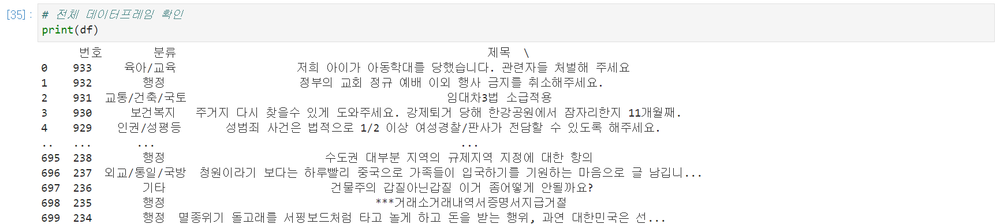 [35]: # 전체 데이터프레임 확인
print(df)
번호 분류 제목 \
0 933 육아/교육 저희 아이가 아동학대를 당했습니다. 관련자들 처벌해 주세요
1 932 행정 정부의 교회 정규 예배 이외 행사 금지를 취소해주세요.
2 931 교통/건축/국토 임대차3법 소급적용
3 930 보건복지 주거지 다시 찾을수 있게 도와주세요. 강제퇴거 당해 한강공원에서 잠자리한지 11개월째.
4 929 인권/성평등 성범죄 사건은 법적으로 1/2 이상 여성경찰/판사가 전담할 수 있도록 해주세요.
.. ... ... ...
695 238 행정 수도권 대부분 지역의 규제지역 지정에 대한 항의
696 237 외교/통일/국방 청원이라기 보다는 하루빨리 중국으로 가족들이 입국하기를 기원하는 마음으로 글 남깁니...
697 236 기타 건물주의 갑질아닌갑질 이거 좀어떻게 안될까요?
698 235 행정 ***거래소거래내역서증명서지급거절
699 234 행정 멸종위기 돌고래를 서핑보드처럼 타고 놀게 하고 돈을 받는 행위, 과연 대한민국은 선...